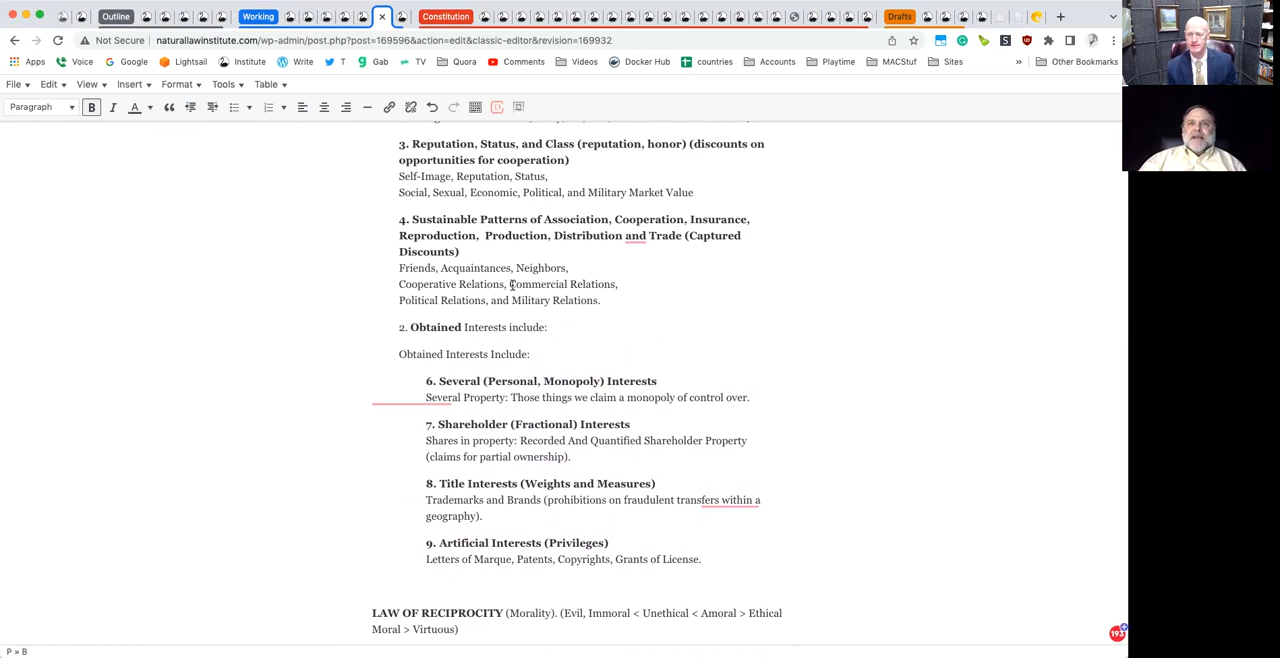 Outline
Working
Constitution
Drafts
Not Secure
naturallawinstitute.com/wp-admin/post.php?post=169596&action=edit&classic-editor&revision=169932
Apps Voice Google Lightsail Institute Write T Gab TV Quora Comments Videos Docker Hub countries Accounts Playtime MACStuf Sites » Other Bookmarks
File Edit View Insert Format Tools Table
Paragraph B I A
3. Reputation, Status, and Class (reputation, honor) (discounts on
opportunities for cooperation)
Self-Image, Reputation, Status,
Social, Sexual, Economic, Political, and Military Market Value
4. Sustainable Patterns of Association, Cooperation, Insurance,
Reproduction, Production, Distribution and Trade (Captured
Discounts)
Friends, Acquaintances, Neighbors,
Cooperative Relations, Commercial Relations,
Political Relations, and Military Relations.
2. Obtained Interests include:
Obtained Interests Include:
6. Several (Personal, Monopoly) Interests
Several Property: Those things we claim a monopoly of control over.
7. Shareholder (Fractional) Interests
Shares in property: Recorded And Quantified Shareholder Property
(claims for partial ownership).
8. Title Interests (Weights and Measures)
Trademarks and Brands (prohibitions on fraudulent transfers within a
geography).
9. Artificial Interests (Privileges)
Letters of Marque, Patents, Copyrights, Grants of License.
LAW OF RECIPROCITY (Morality). (Evil, Immoral < Unethical < Amoral > Ethical
Moral > Virtuous)
193
P » B